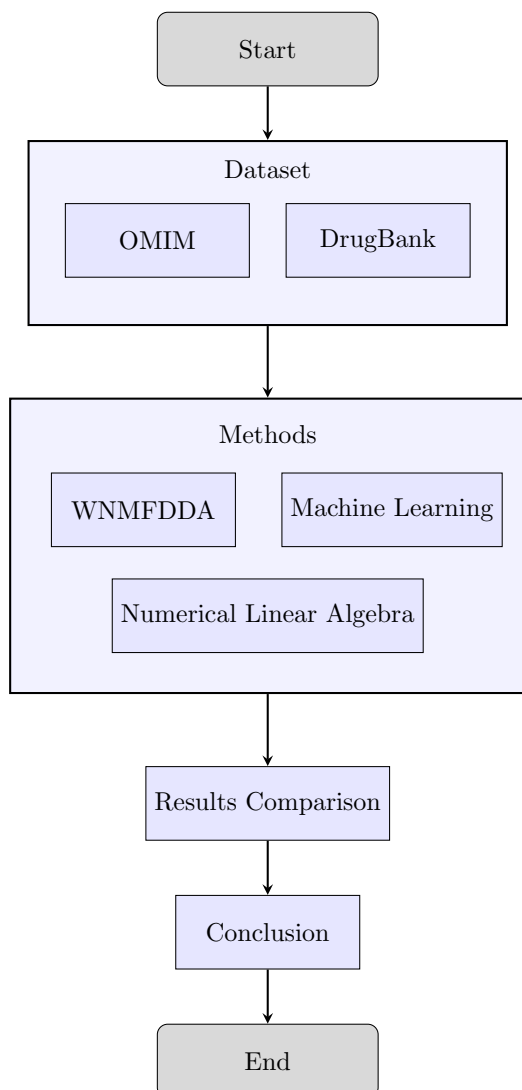 Start
Dataset
OMIM
DrugBank
Methods
WNMFDDA
Machine Learning
Numerical Linear Algebra
Results Comparison
Conclusion
End